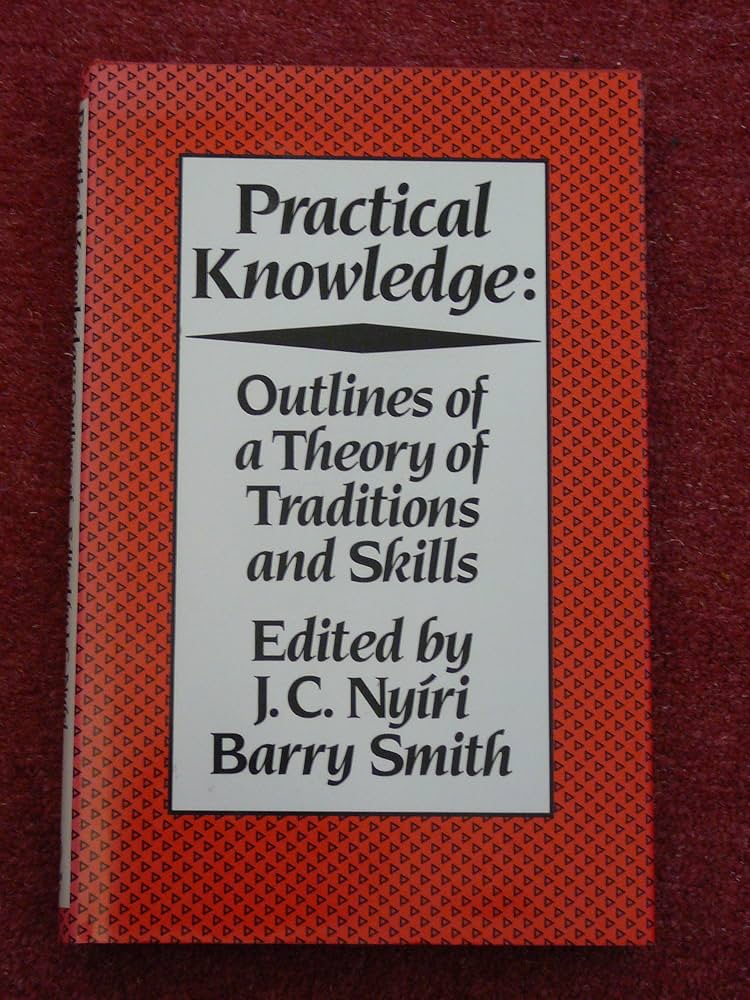 Practical
Knowledge:
Outlines of
a Theory of
Traditions
and Skills
Edited by
J. C. Nyíri
Barry Smith